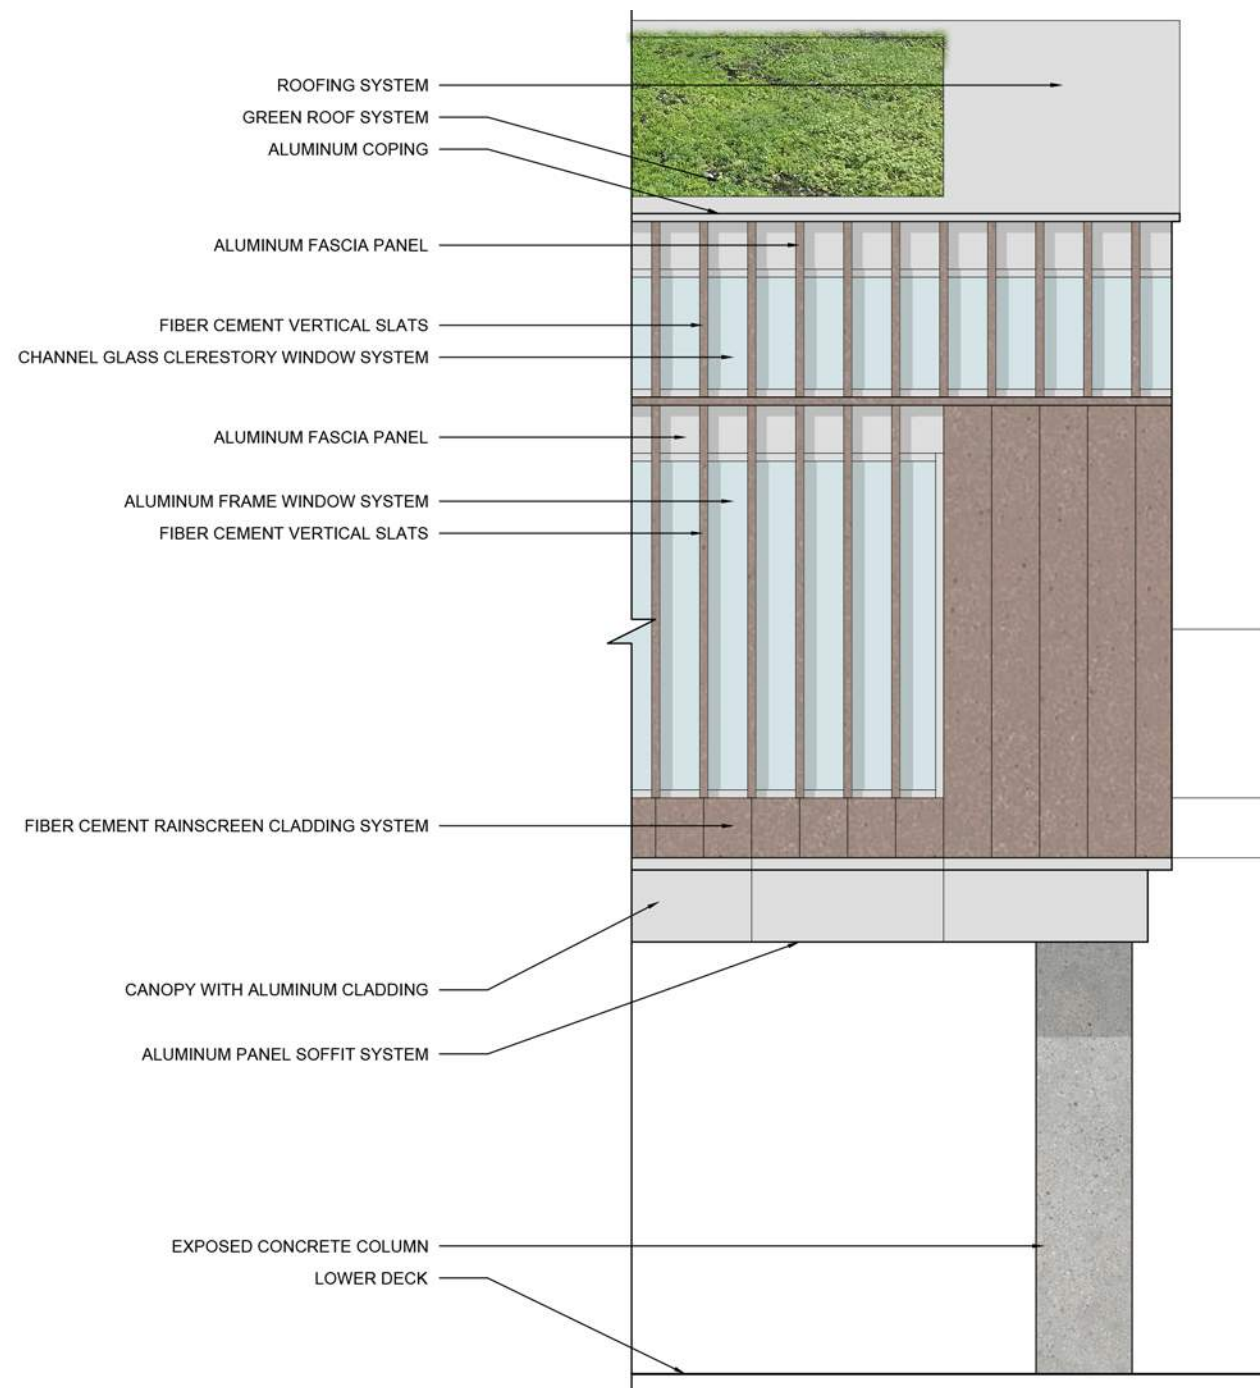 ROOFING SYSTEM
GREEN ROOF SYSTEM
ALUMINUM COPING
ALUMINUM FASCIA PANEL
FIBER CEMENT VERTICAL SLATS
CHANNEL GLASS CLERESTORY WINDOW SYSTEM
ALUMINUM FASCIA PANEL
ALUMINUM FRAME WINDOW SYSTEM
FIBER CEMENT VERTICAL SLATS
FIBER CEMENT RAINSCREEN CLADDING SYSTEM
CANOPY WITH ALUMINUM CLADDING
ALUMINUM PANEL SOFFIT SYSTEM
EXPOSED CONCRETE COLUMN
LOWER DECK